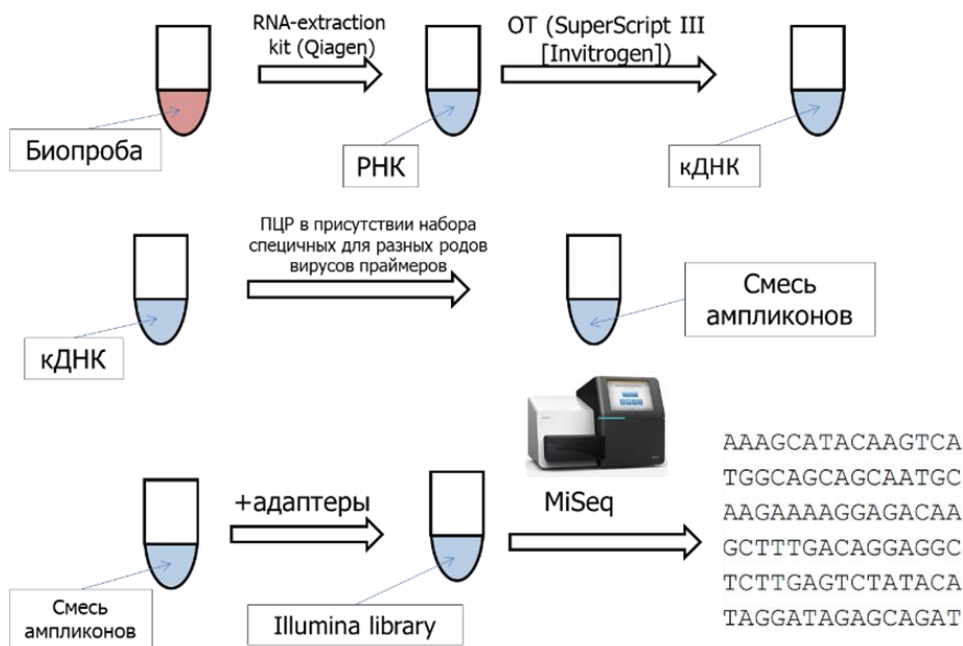 RNA-extraction
kit (Qiagen)
ОТ (SuperScript III
[Invitrogen])
Биопроба
РНК
кДНК
ПЦР в присутствии набора
специчных для разных родов
вирусов праймеров
кДНК
Смесь
ампликонов
+адаптеры
MiSeq
Смесь
ампликонов
Illumina library
AAAGCATACAAGTCA
TGGCAGCAGCAATGC
AAGAAAAGGAGACAA
GCTTTGACAGGAGGC
TCTTGAGTCTATACA
TAGGATAGAGCAGAT